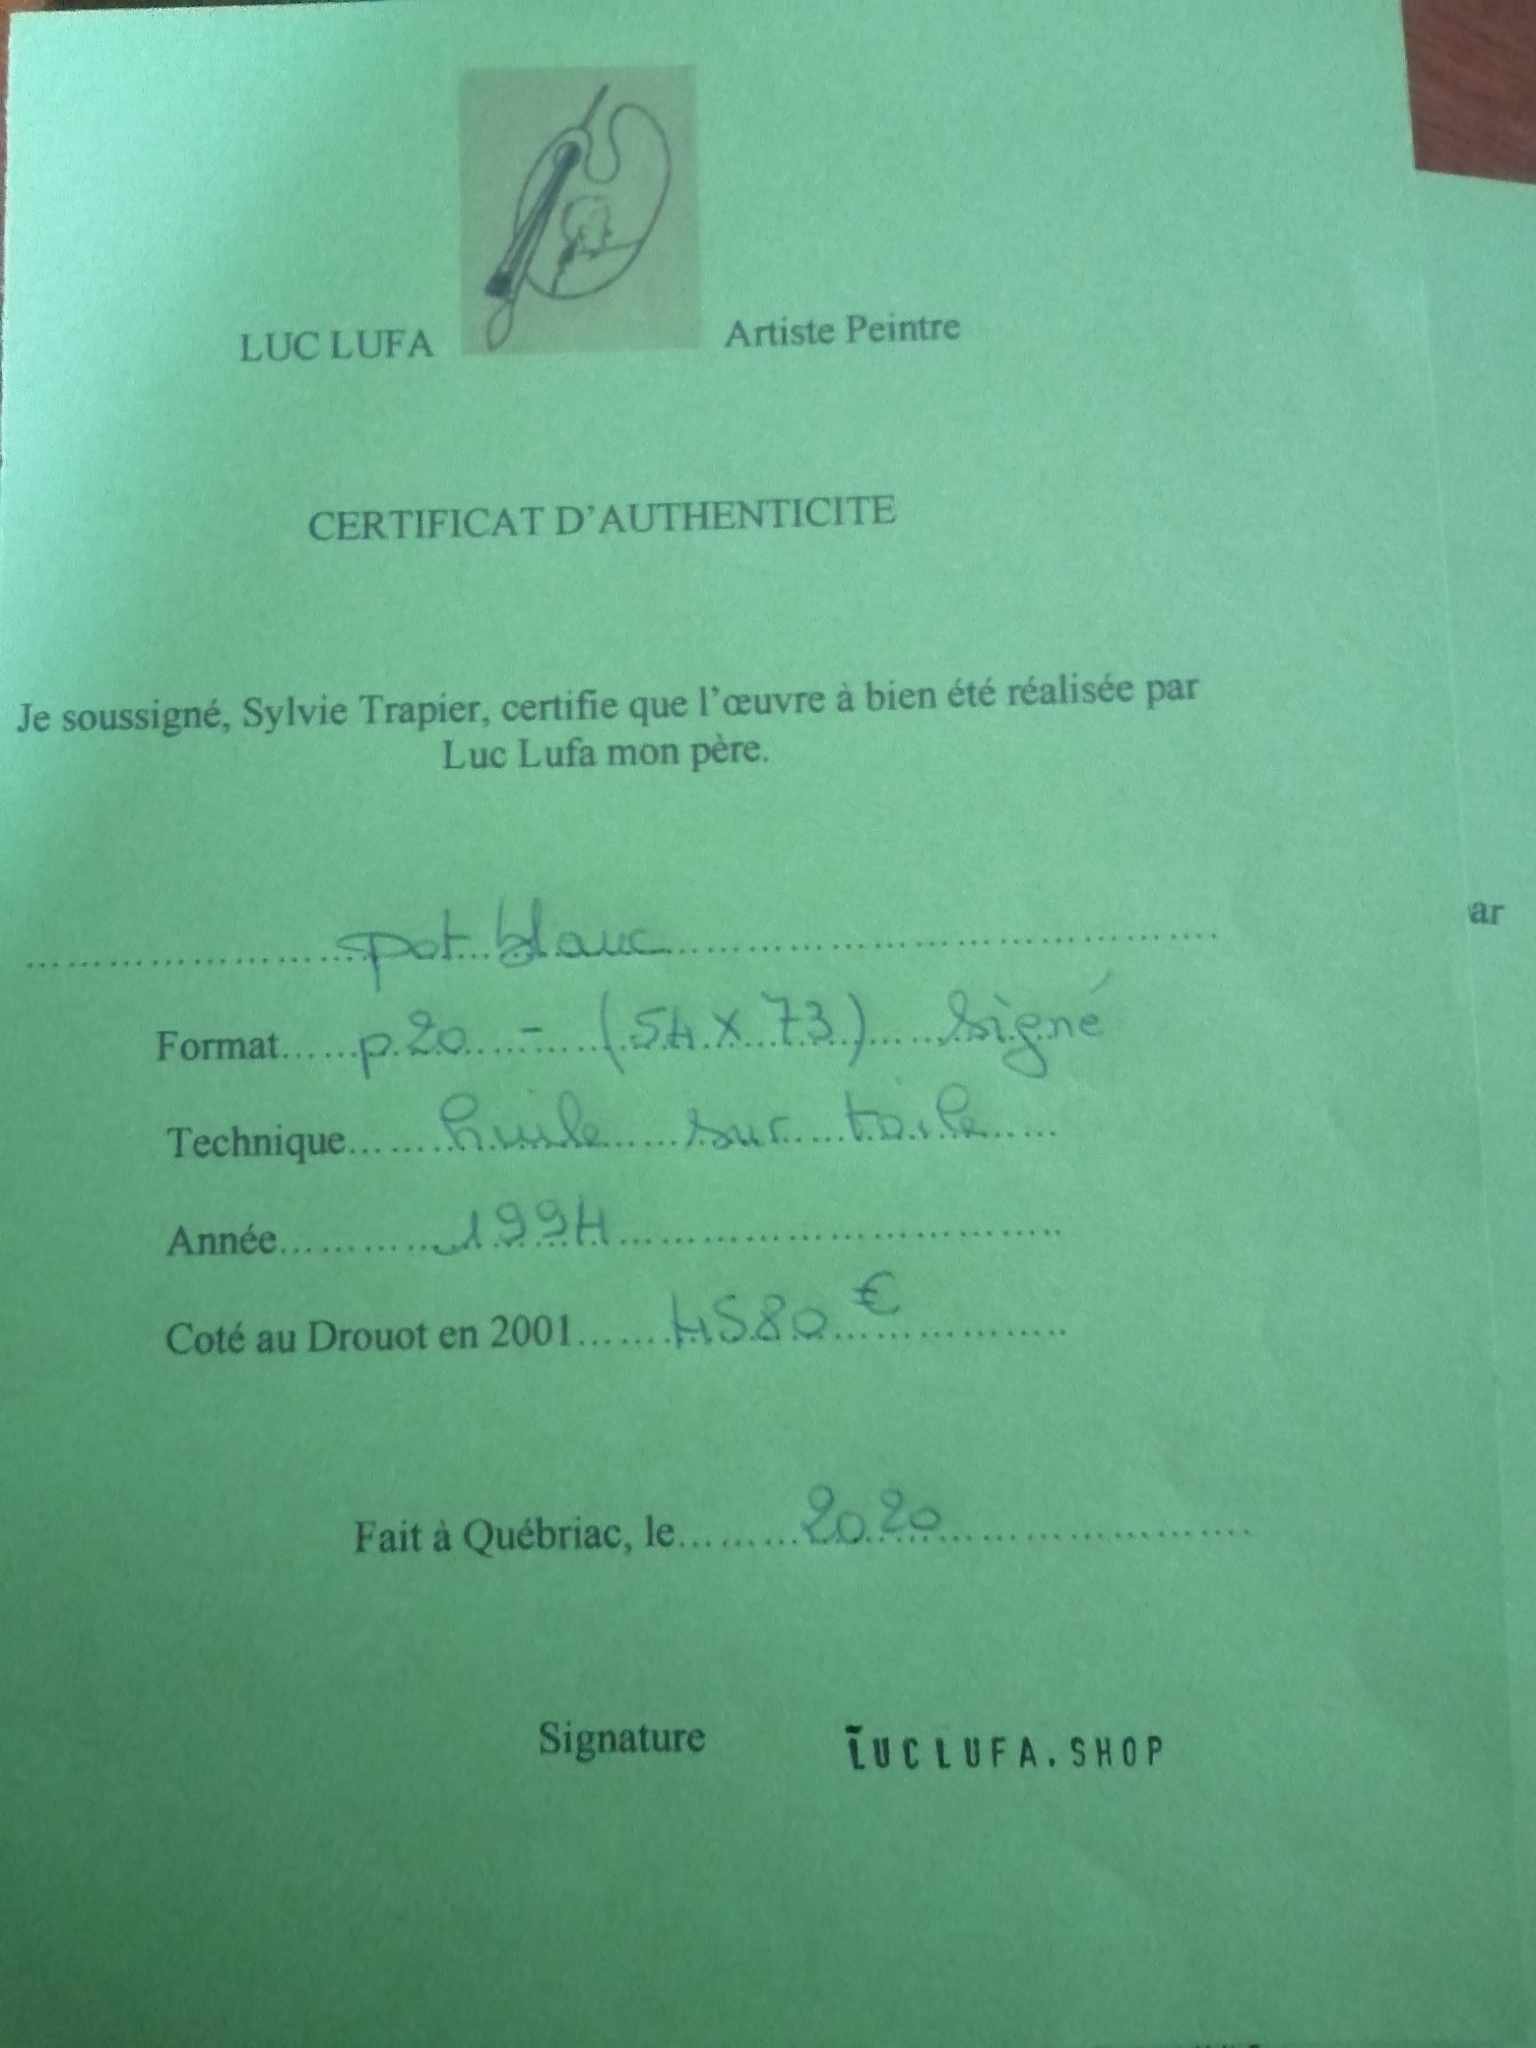 LUC LUFA Artiste Peintre
CERTIFICAT D'AUTHENTICITE
Je soussigné, Sylvie Trapier, certifie que l'œuvre à bien été réalisée par
Luc Lufa mon père.
ar
pot blanc
Format......p20 - (54 x 73) signé
Technique.......huile sur toile
Année...........1994
Coté au Drouot en 2001.......4580 €
Fait à Québriac, le.........2020
Signature LUCLUFA.SHOP